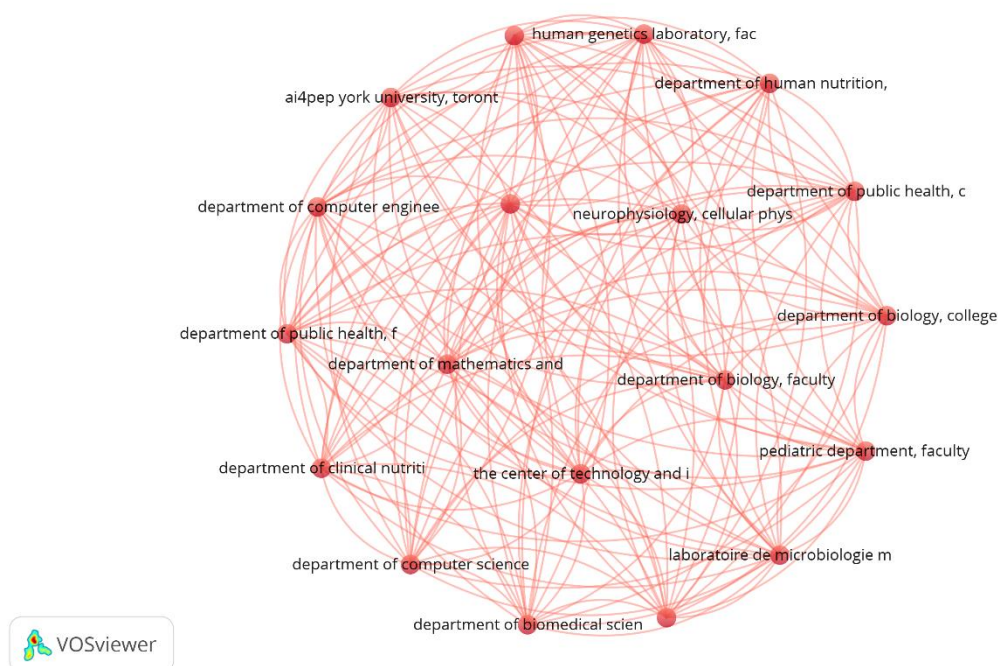 human genetics laboratory, fac
department of human nutrition,
ai4pep york university, toront
department of public health, c
department of computer enginee
neurophysiology, cellular phys
department of biology, college
department of public health, f
department of mathematics and
department of biology, faculty
pediatric department, faculty
department of clinical nutriti
the center of technology and i
laboratoire de microbiologie m
department of computer science
department of biomedical scien
VOSviewer